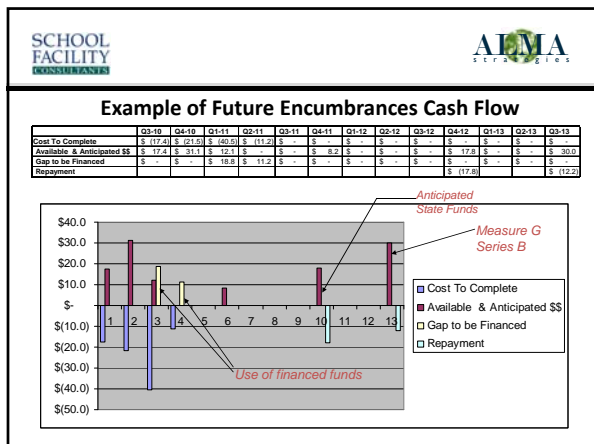 SCHOOL
FACILITY
CONSULTANTS
ALMA
strategies
Example of Future Encumbrances Cash Flow
Q3-10 Q4-10 Q1-11 Q2-11 Q3-11 Q4-11 Q1-12 Q2-12 Q3-12 Q4-12 Q1-13 Q2-13 Q3-13
Cost To Complete $ (17.4) $ (21.5) $ (40.5) $ (11.2) $ - $ - $ - $ - $ - $ - $ - $ - $ -
Available & Anticipated $$ $ 17.4 $ 31.1 $ 12.1 $ - $ - $ 8.2 $ - $ - $ - $ 17.8 $ - $ - $ 30.0
Gap to be Financed $ - $ - $ 18.8 $ 11.2 $ - $ - $ - $ - $ - $ - $ - $ - $ -
Repayment $ (17.8) $ (12.2)
Anticipated
State Funds
Measure G
Series B
$40.0
$30.0
$20.0
$10.0
$-
$(10.0)
$(20.0)
$(30.0)
$(40.0)
$(50.0)
1 2 3 4 5 6 7 8 9 10 11 12 13
Use of financed funds
Cost To Complete
Available & Anticipated $$
Gap to be Financed
Repayment